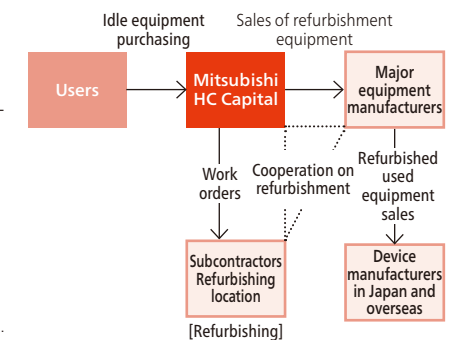 Idle equipment
purchasing
Sales of refurbishment
equipment
Users
Mitsubishi
HC Capital
Major
equipment
manufacturers
Work
orders
Cooperation on
refurbishment
Refurbished
used
equipment
sales
Subcontractors
Refurbishing
location
Device
manufacturers
in Japan and
overseas
[Refurbishing]